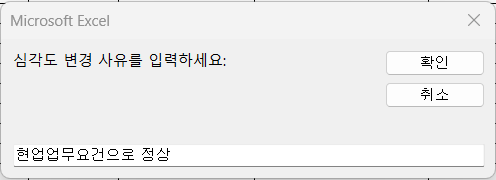 Microsoft Excel
심각도 변경 사유를 입력하세요:
확인
취소
현업업무요건으로 정상